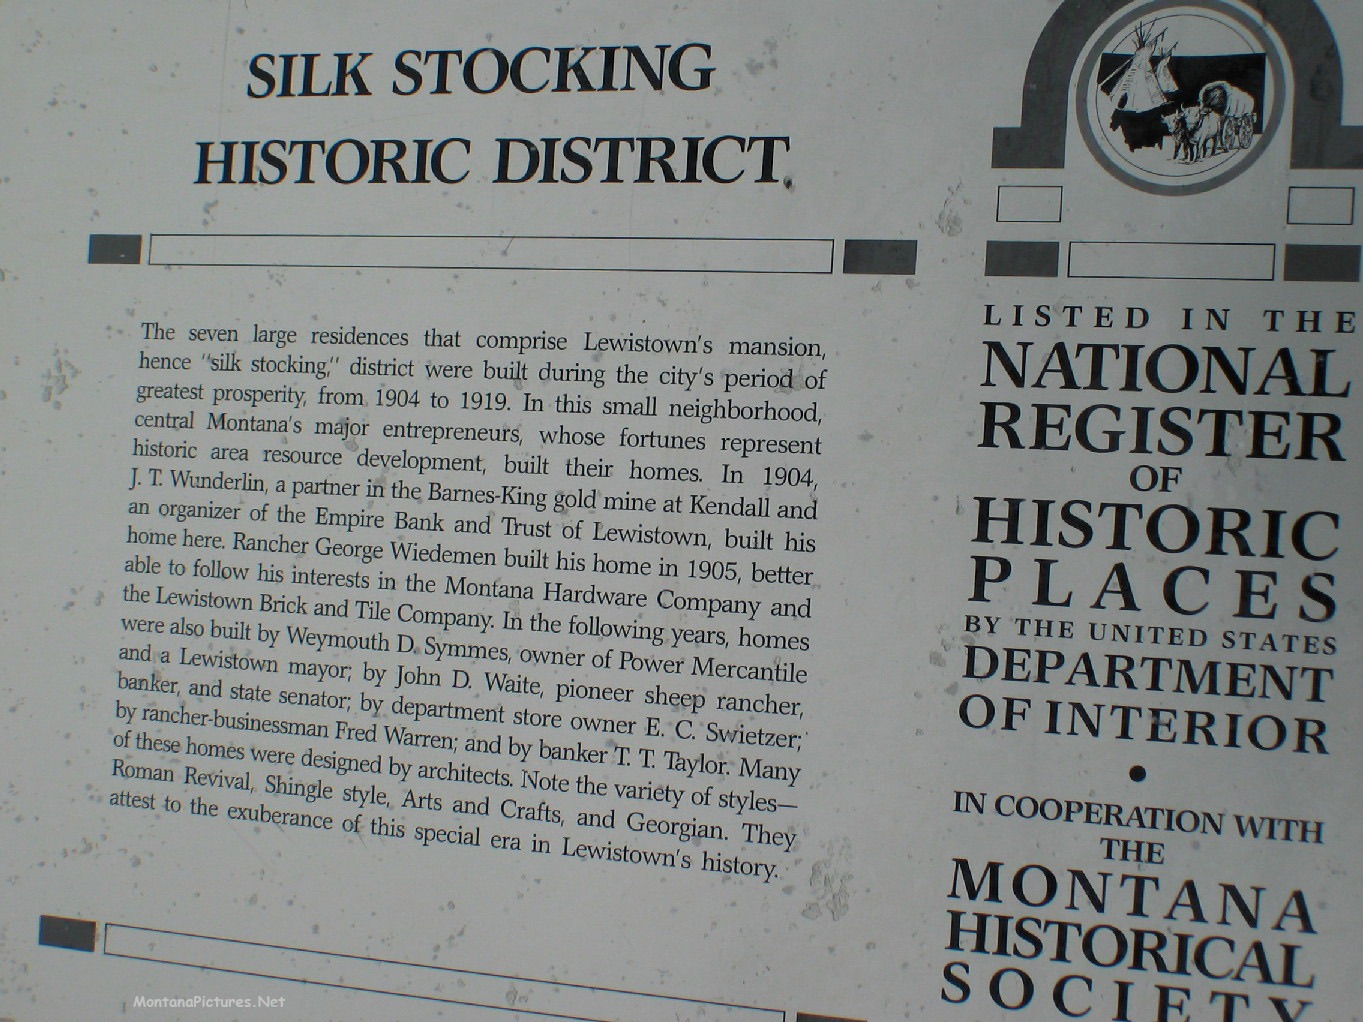 SILK STOCKING
HISTORIC DISTRICT
The seven large residences that comprise Lewistown's mansion,
hence "silk stocking," district were built during the city's period of
greatest prosperity, from 1904 to 1919. In this small neighborhood,
central Montana's major entrepreneurs, whose fortunes represent
historic area resource development, built their homes. In 1904,
J. T. Wunderlin, a partner in the Barnes-King gold mine at Kendall and
an organizer of the Empire Bank and Trust of Lewistown, built his
home here. Rancher George Wiedemen built his home in 1905, better
able to follow his interests in the Montana Hardware Company and
the Lewistown Brick and Tile Company. In the following years, homes
were also built by Weymouth D. Symmes, owner of Power Mercantile
and a Lewistown mayor; by John D. Waite, pioneer sheep rancher,
banker, and state senator; by department store owner E. C. Swietzer;
by rancher-businessman Fred Warren; and by banker T. T. Taylor. Many
of these homes were designed by architects. Note the variety of styles—
Roman Revival, Shingle style, Arts and Crafts, and Georgian. They
attest to the exuberance of this special era in Lewistown's history.
LISTED IN THE
NATIONAL
REGISTER
OF
HISTORIC
PLACES
BY THE UNITED STATES
DEPARTMENT
OF INTERIOR
•
IN COOPERATION WITH
THE
MONTANA
HISTORICAL
SOCIETY
MontanaPictures.Net